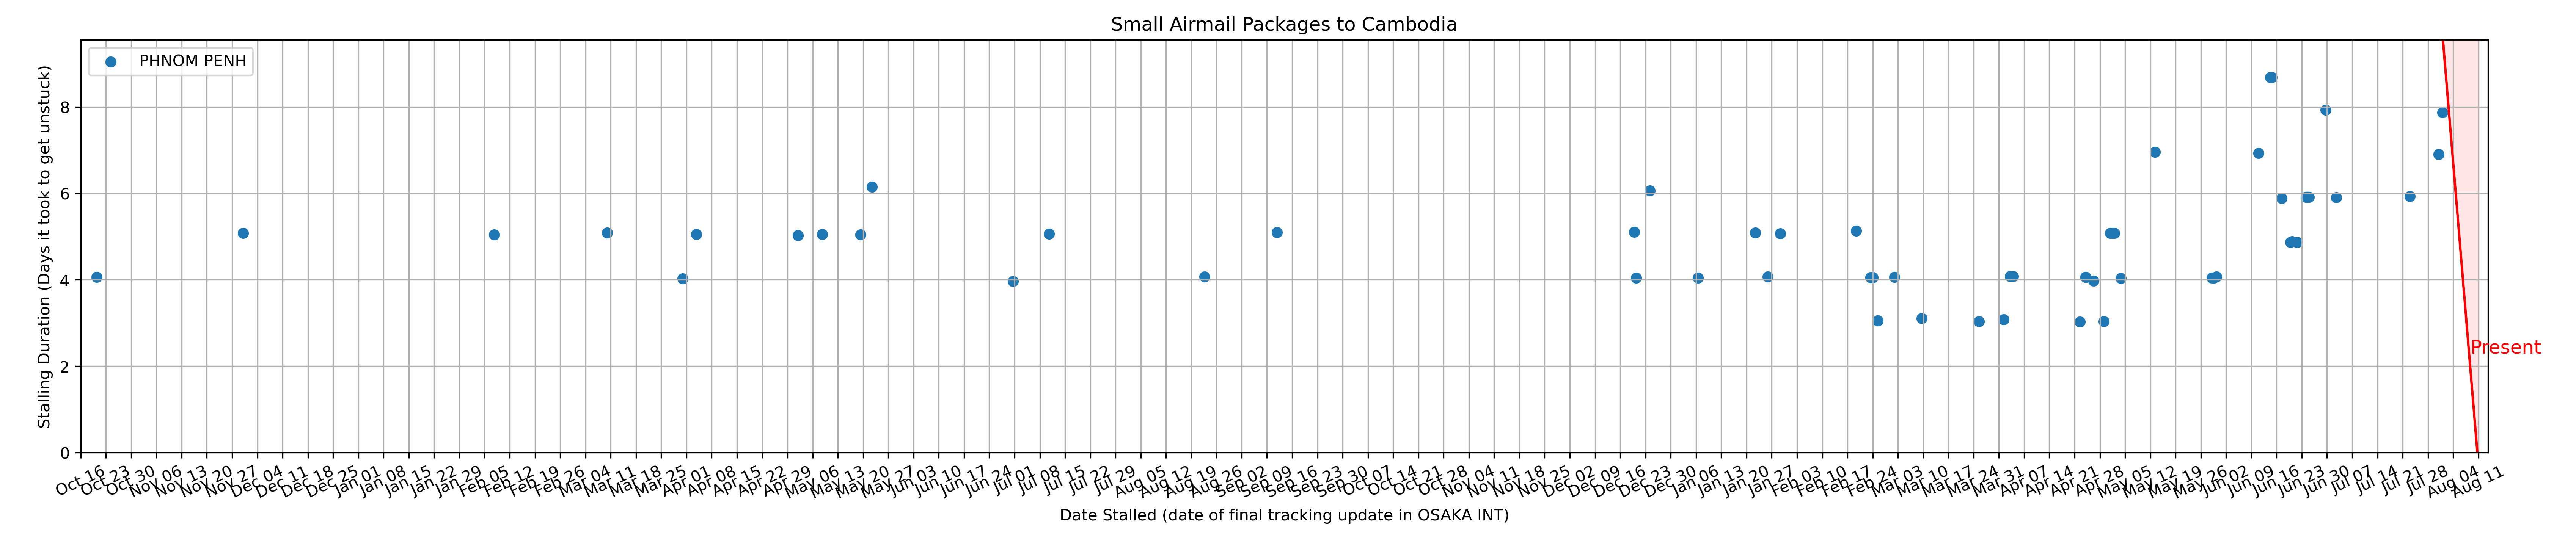 Small Airmail Packages to Cambodia
PHNOM PENH
Stalling Duration (Days it took to get unstuck)
8
6
4
2
0
Present
Oct 16
Oct 23
Oct 30
Nov 06
Nov 13
Nov 20
Nov 27
Dec 04
Dec 11
Dec 18
Dec 25
Jan 01
Jan 08
Jan 15
Jan 22
Jan 29
Feb 05
Feb 12
Feb 19
Feb 26
Mar 04
Mar 11
Mar 18
Mar 25
Apr 01
Apr 08
Apr 15
Apr 22
Apr 29
May 06
May 13
May 20
May 27
Jun 03
Jun 10
Jun 17
Jun 24
Jul 01
Jul 08
Jul 15
Jul 22
Jul 29
Aug 05
Aug 12
Aug 19
Aug 26
Sep 02
Sep 09
Sep 16
Sep 23
Sep 30
Oct 07
Oct 14
Oct 21
Oct 28
Nov 04
Nov 11
Nov 18
Nov 25
Dec 02
Dec 09
Dec 16
Dec 23
Dec 30
Jan 06
Jan 13
Jan 20
Jan 27
Feb 03
Feb 10
Feb 17
Feb 24
Mar 03
Mar 10
Mar 17
Mar 24
Mar 31
Apr 07
Apr 14
Apr 21
Apr 28
May 05
May 12
May 19
May 26
Jun 02
Jun 09
Jun 16
Jun 23
Jun 30
Jul 07
Jul 14
Jul 21
Jul 28
Aug 04
Aug 11
Date Stalled (date of final tracking update in OSAKA INT)